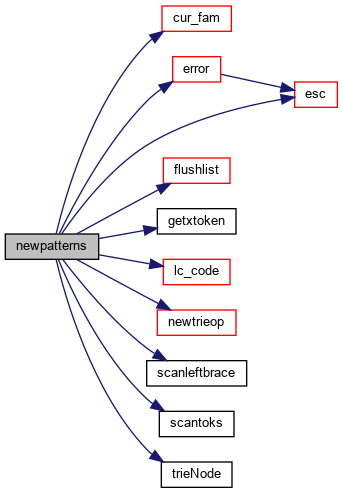 cur_fam
error
esc
flushlist
newpatterns
getxtoken
lc_code
newtrieop
scanleftbrace
scantoks
trieNode